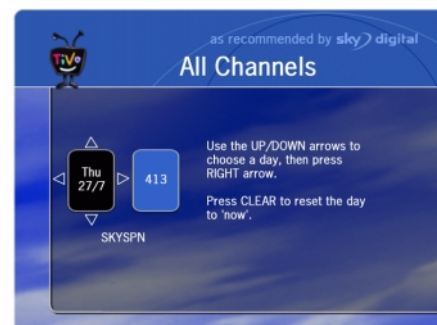 as recommended by sky digital
TiVo
All Channels
Use the UP/DOWN arrows to
choose a day, then press
RIGHT arrow.
Thu
27/7
413
Press CLEAR to reset the day
to 'now'.
SKYSPN